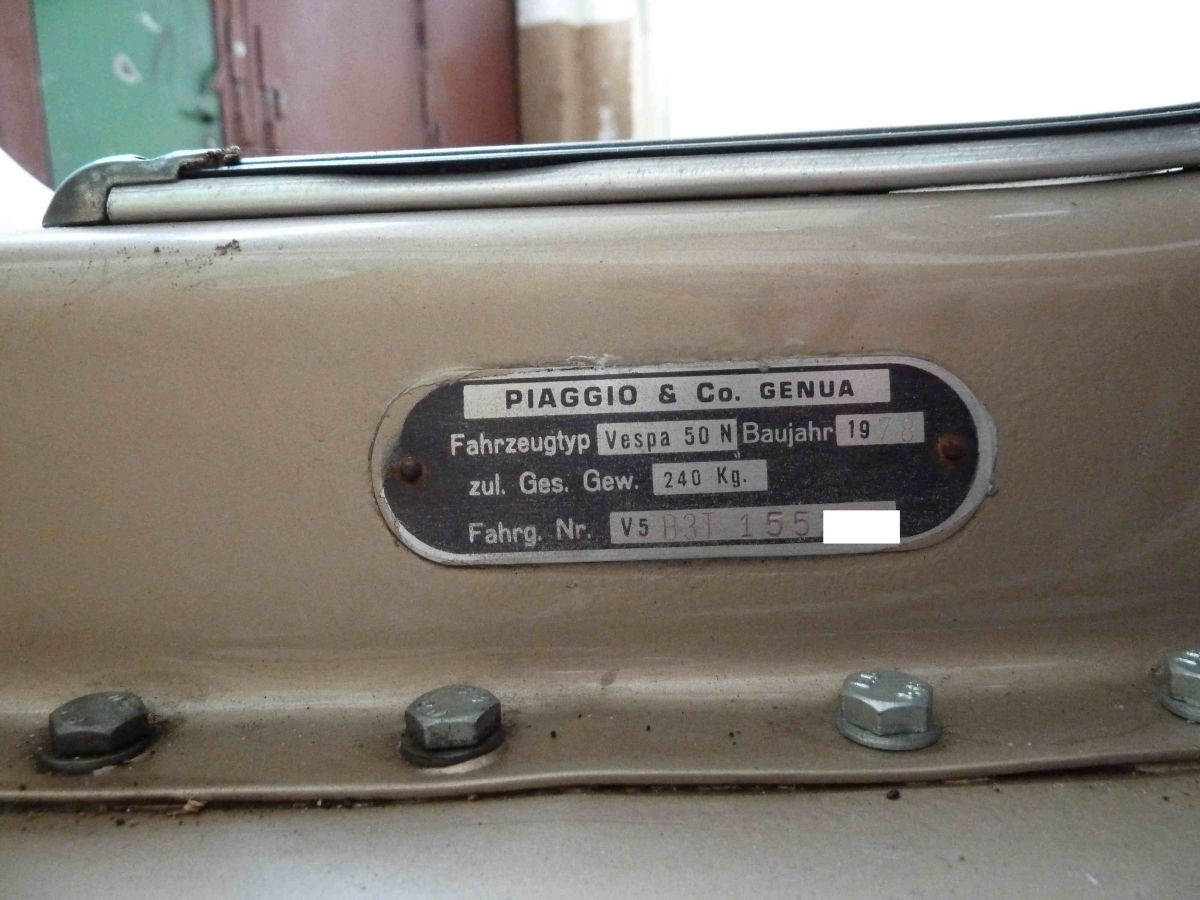 PIAGGIO & Co. GENUA
Fahrzeugtyp Vespa 50 N Baujahr 1978
zul. Ges. Gew. 240 Kg.
Fahrg. Nr. V5 B3T 155